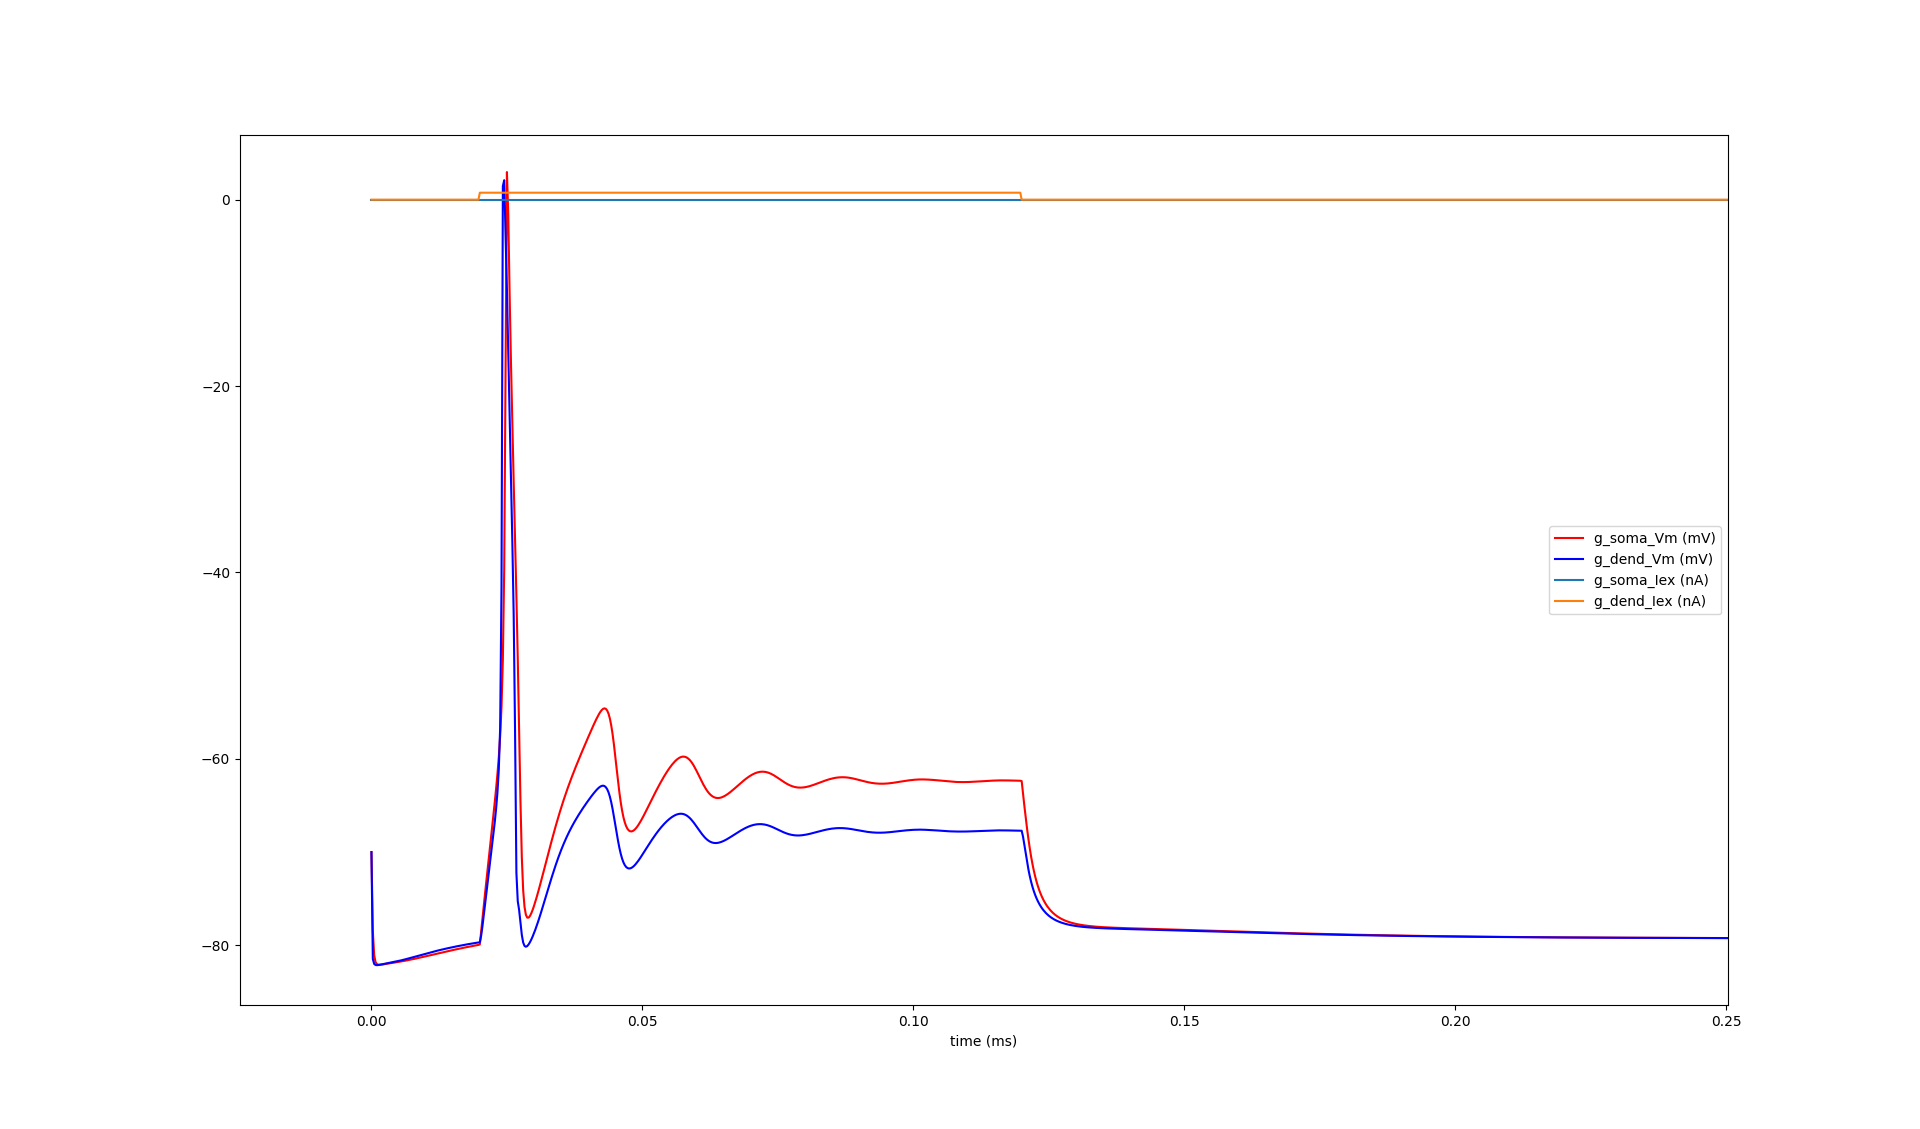 0
−20
−40
−60
−80
g_soma_Vm (mV)
g_dend_Vm (mV)
g_soma_Iex (nA)
g_dend_Iex (nA)
0.00 0.05 0.10 0.15 0.20 0.25
time (ms)